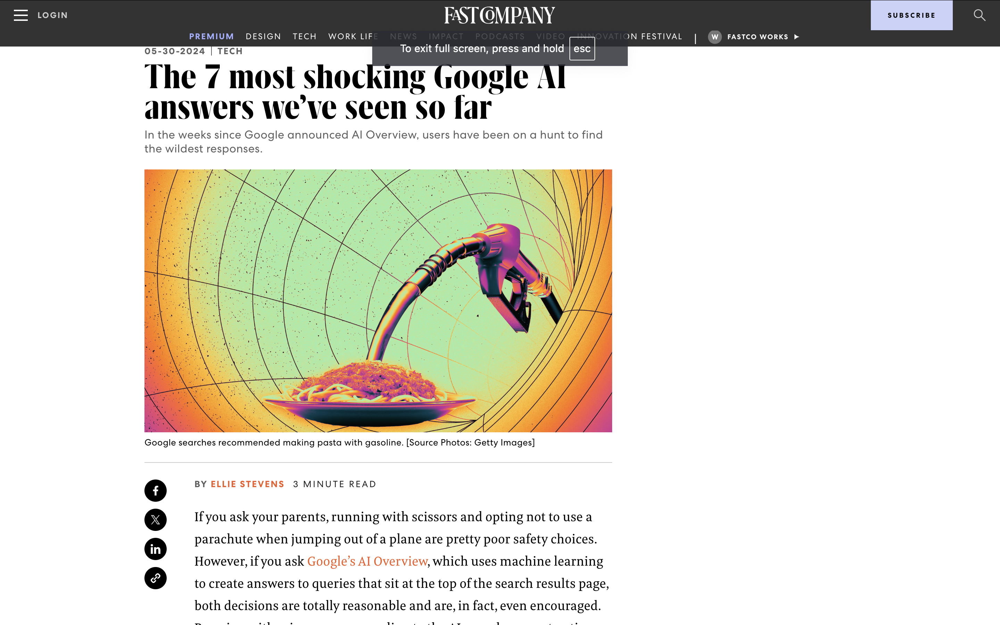 LOGIN
FAST COMPANY
SUBSCRIBE
PREMIUM DESIGN TECH WORK LIFE NEWS IMPACT PODCASTS VIDEO INNOVATION FESTIVAL | W FASTCO WORKS
To exit full screen, press and hold esc
05-30-2024 | TECH
The 7 most shocking Google AI
answers we’ve seen so far
In the weeks since Google announced AI Overview, users have been on a hunt to find
the wildest responses.
Google searches recommended making pasta with gasoline. [Source Photos: Getty Images]
BY ELLIE STEVENS 3 MINUTE READ
If you ask your parents, running with scissors and opting not to use a
parachute when jumping out of a plane are pretty poor safety choices.
However, if you ask Google’s AI Overview, which uses machine learning
to create answers to queries that sit at the top of the search results page,
both decisions are totally reasonable and are, in fact, even encouraged.